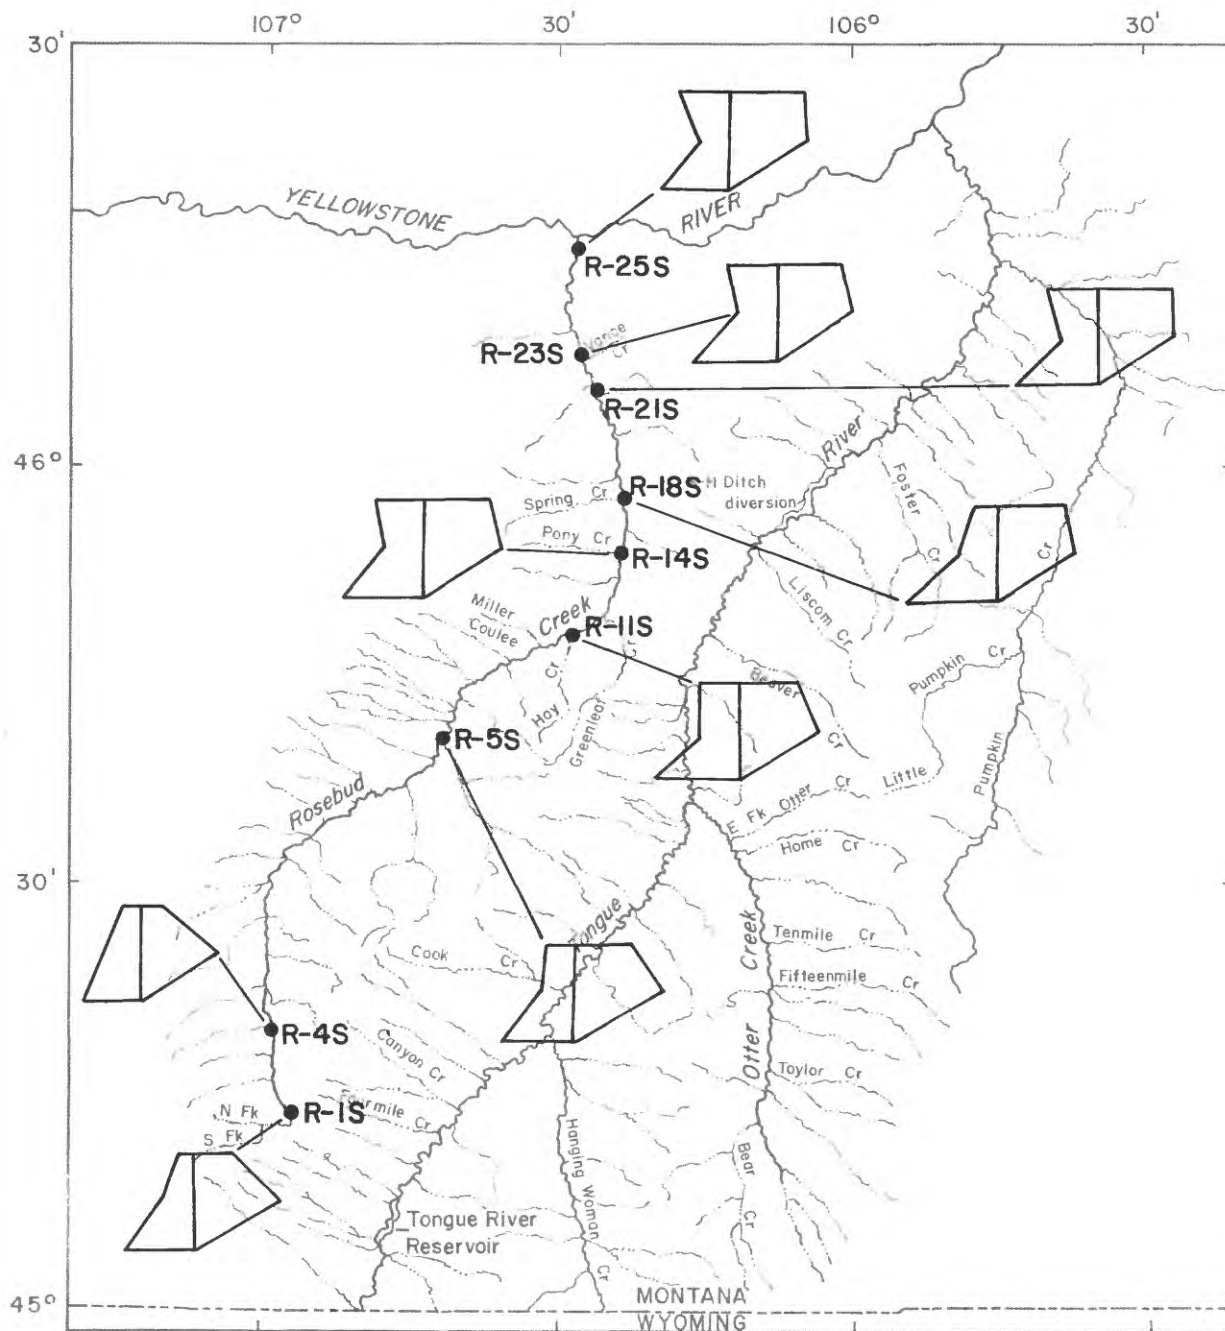 107°
30'
106°
30'
30'
YELLOWSTONE
RIVER
R-25S
R-23S
Vance
Cr
R-21S
46°
River
Spring Cr
R-18S
H Ditch
diversion
Foster
Cr
Pony Cr
R-14S
Cr
Miller
Coulee
Creek
R-11S
Cr
Liscom Cr
Hay
Cr
Greenleaf
Beaver
Cr
Pumpkin Cr
R-5S
Little
Pumpkin
Rosebud
E Fk Otter Cr
Home Cr
30'
Tongue
Creek
Tenmile Cr
Cook Cr
Fifteenmile Cr
R-4S
Canyon Cr
Otter
Toylor Cr
N Fk
R-1S
Fourmile
Cr
S Fk
Hanging Woman
Cr
Bear
Cr
Tongue River
Reservoir
45°
MONTANA
WYOMING